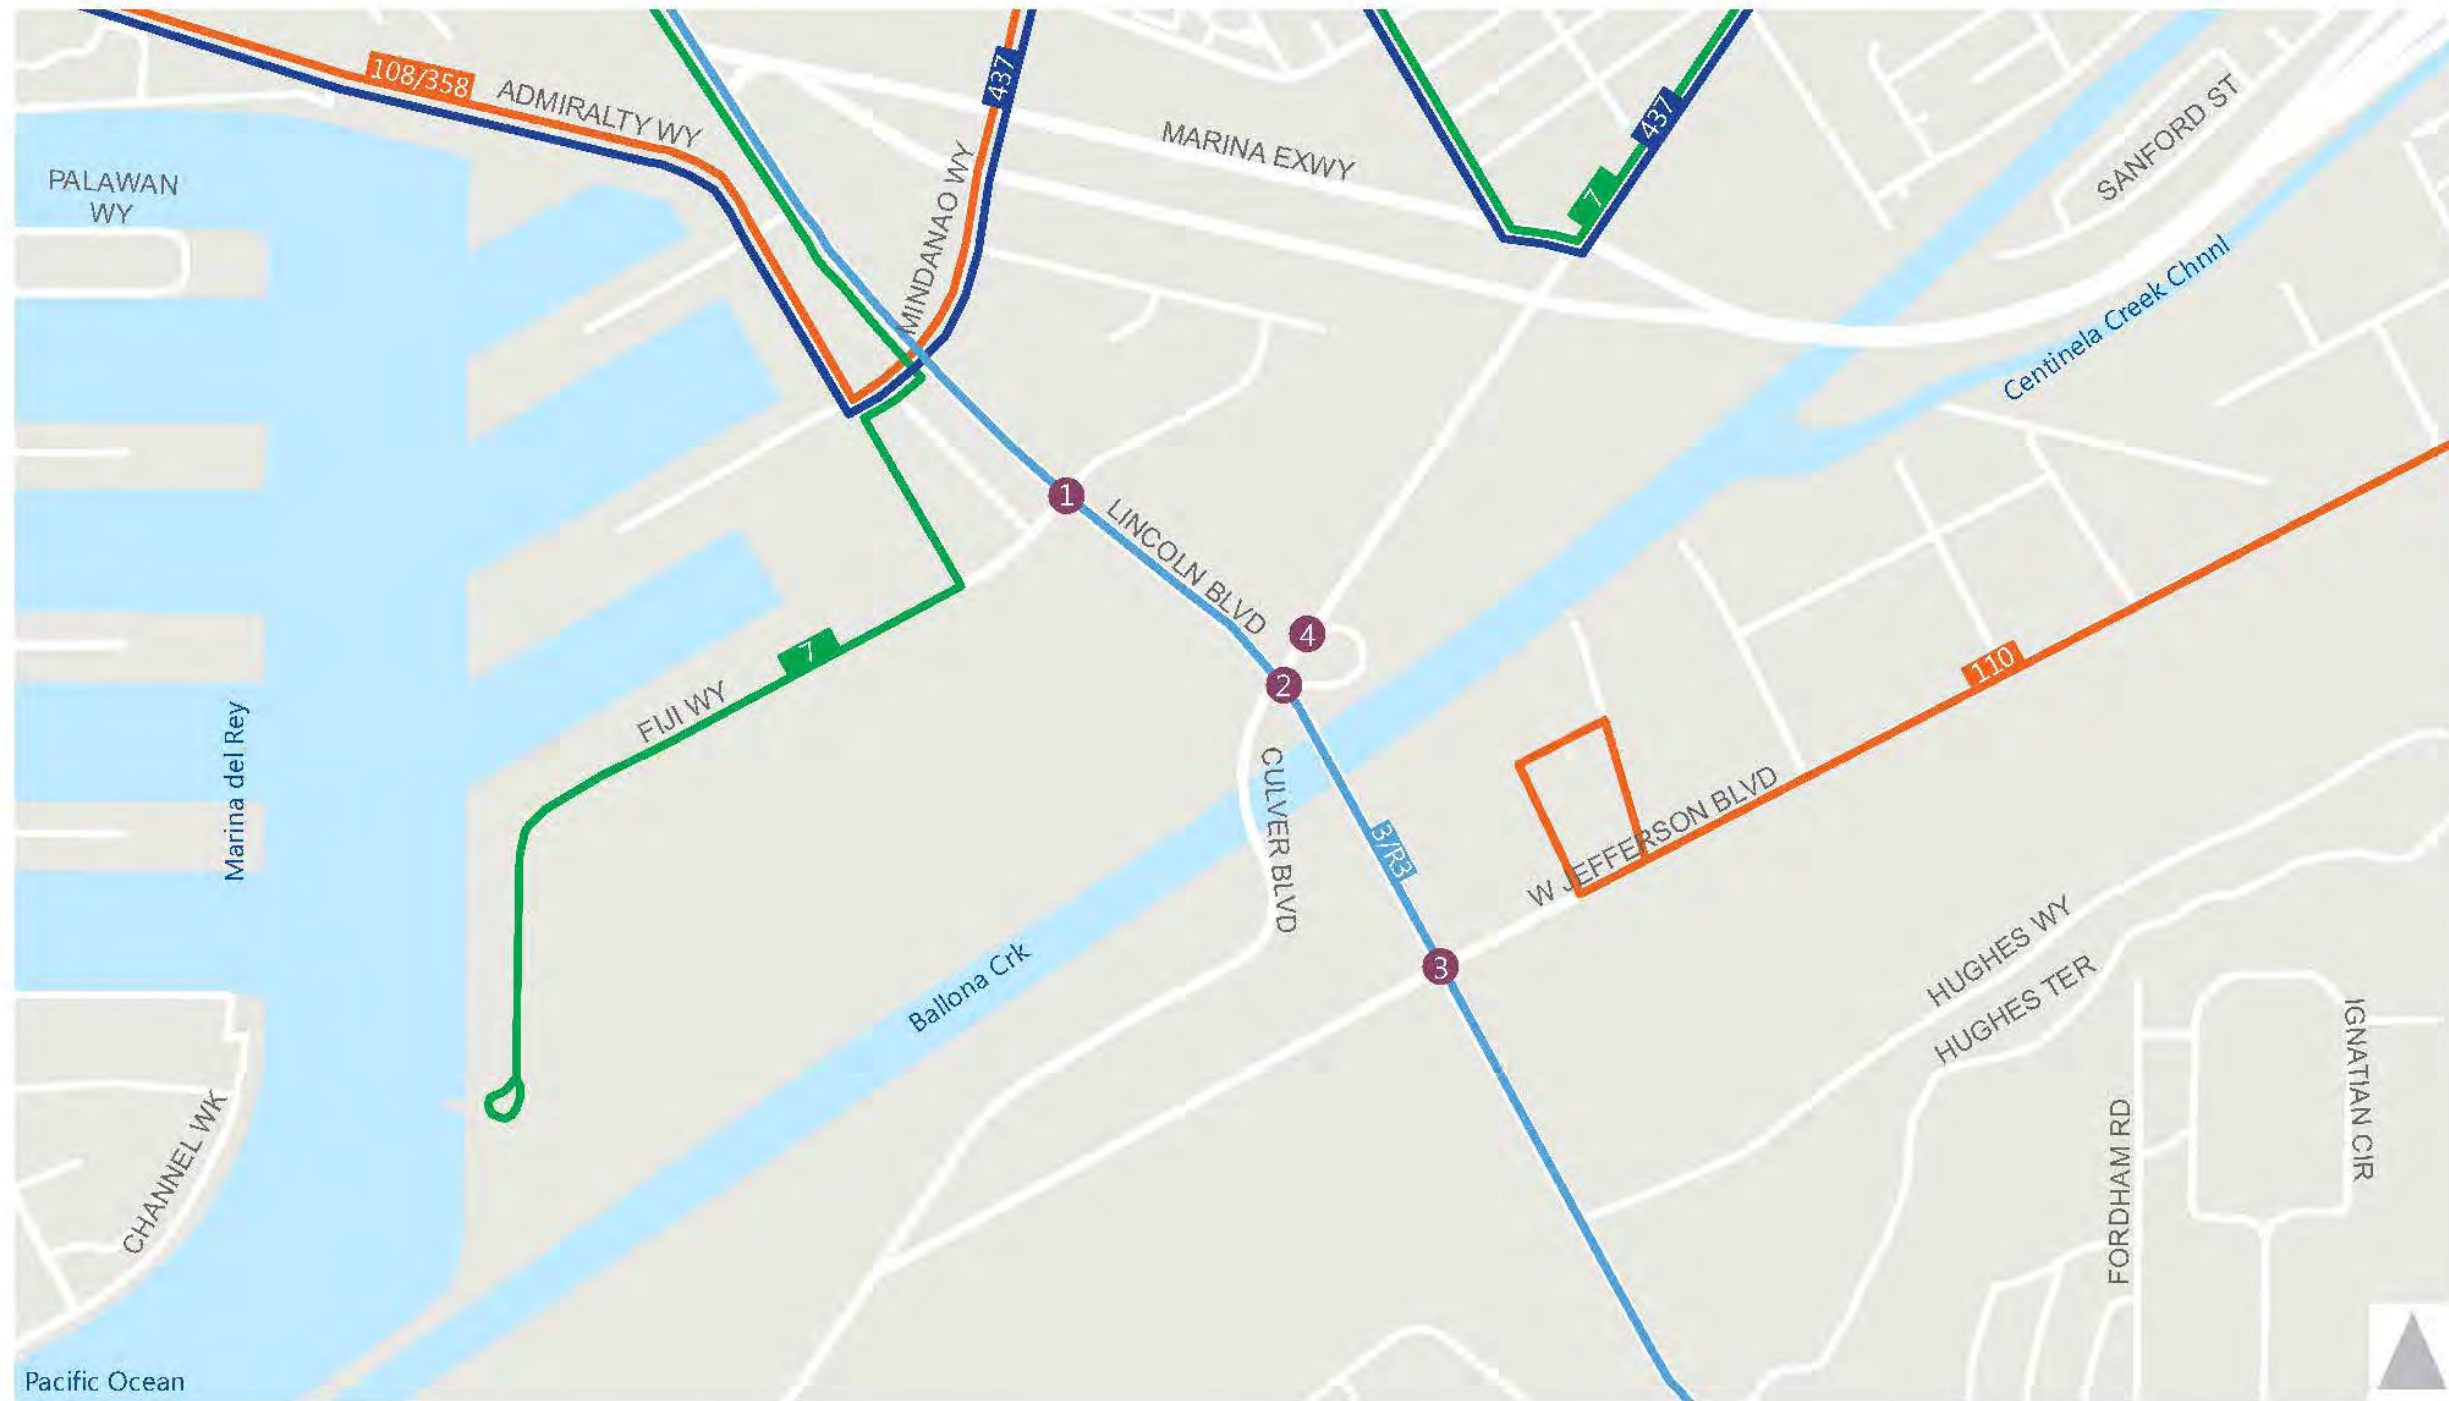 108/358
ADMIRALTY WY
437
MARINA EXWY
437
SANFORD ST
PALAWAN
WY
MINDANAO WY
7
Centinela Creek Chnnl
1
LINCOLN BLVD
4
2
7
FIJI WY
110
Marina del Rey
CULVER BLVD
3/R3
W JEFFERSON BLVD
3
Ballona Crk
HUGHES WY
HUGHES TER
IGNATIAN CIR
FORDHAM RD
CHANNEL WK
Pacific Ocean